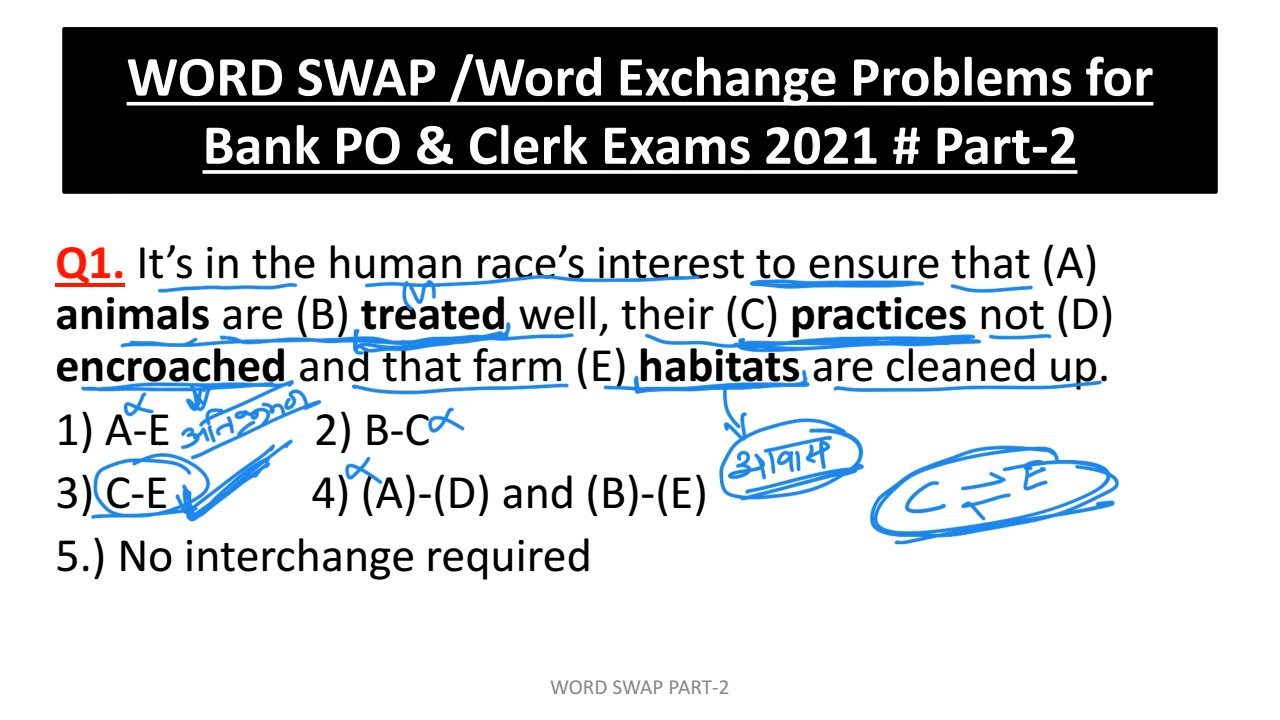 WORD SWAP /Word Exchange Problems for
Bank PO & Clerk Exams 2021 # Part-2
Q1. It’s in the human race’s interest to ensure that (A)
animals are (B) treated well, their (C) practices not (D)
encroached and that farm (E) habitats are cleaned up.
1) A-E अतिक्रमण 2) B-C
आवास
3) C-E 4) (A)-(D) and (B)-(E) C E
5.) No interchange required
WORD SWAP PART-2